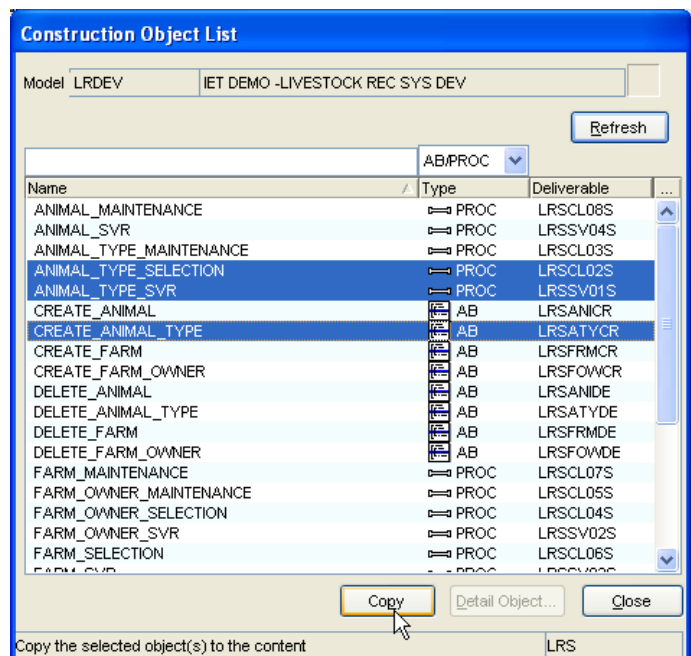 Construction Object List
Model LRDEV IET DEMO -LIVESTOCK REC SYS DEV
Refresh
AB/PROC
Name Type Deliverable ...
ANIMAL_MAINTENANCE PROC LRSCL08S
ANIMAL_SVR PROC LRSSV04S
ANIMAL_TYPE_MAINTENANCE PROC LRSCL03S
ANIMAL_TYPE_SELECTION PROC LRSCL02S
ANIMAL_TYPE_SVR PROC LRSSV01S
CREATE_ANIMAL AB LRSANICR
CREATE_ANIMAL_TYPE AB LRSATYCR
CREATE_FARM AB LRSFRMCR
CREATE_FARM_OWNER AB LRSFOWCR
DELETE_ANIMAL AB LRSANIDE
DELETE_ANIMAL_TYPE AB LRSATYDE
DELETE_FARM AB LRSFRMDE
DELETE_FARM_OWNER AB LRSFOWDE
FARM_MAINTENANCE PROC LRSCL07S
FARM_OWNER_MAINTENANCE PROC LRSCL05S
FARM_OWNER_SELECTION PROC LRSCL04S
FARM_OWNER_SVR PROC LRSSV02S
FARM_SELECTION PROC LRSCL06S
Copy Detail Object... Close
Copy the selected object(s) to the content LRS